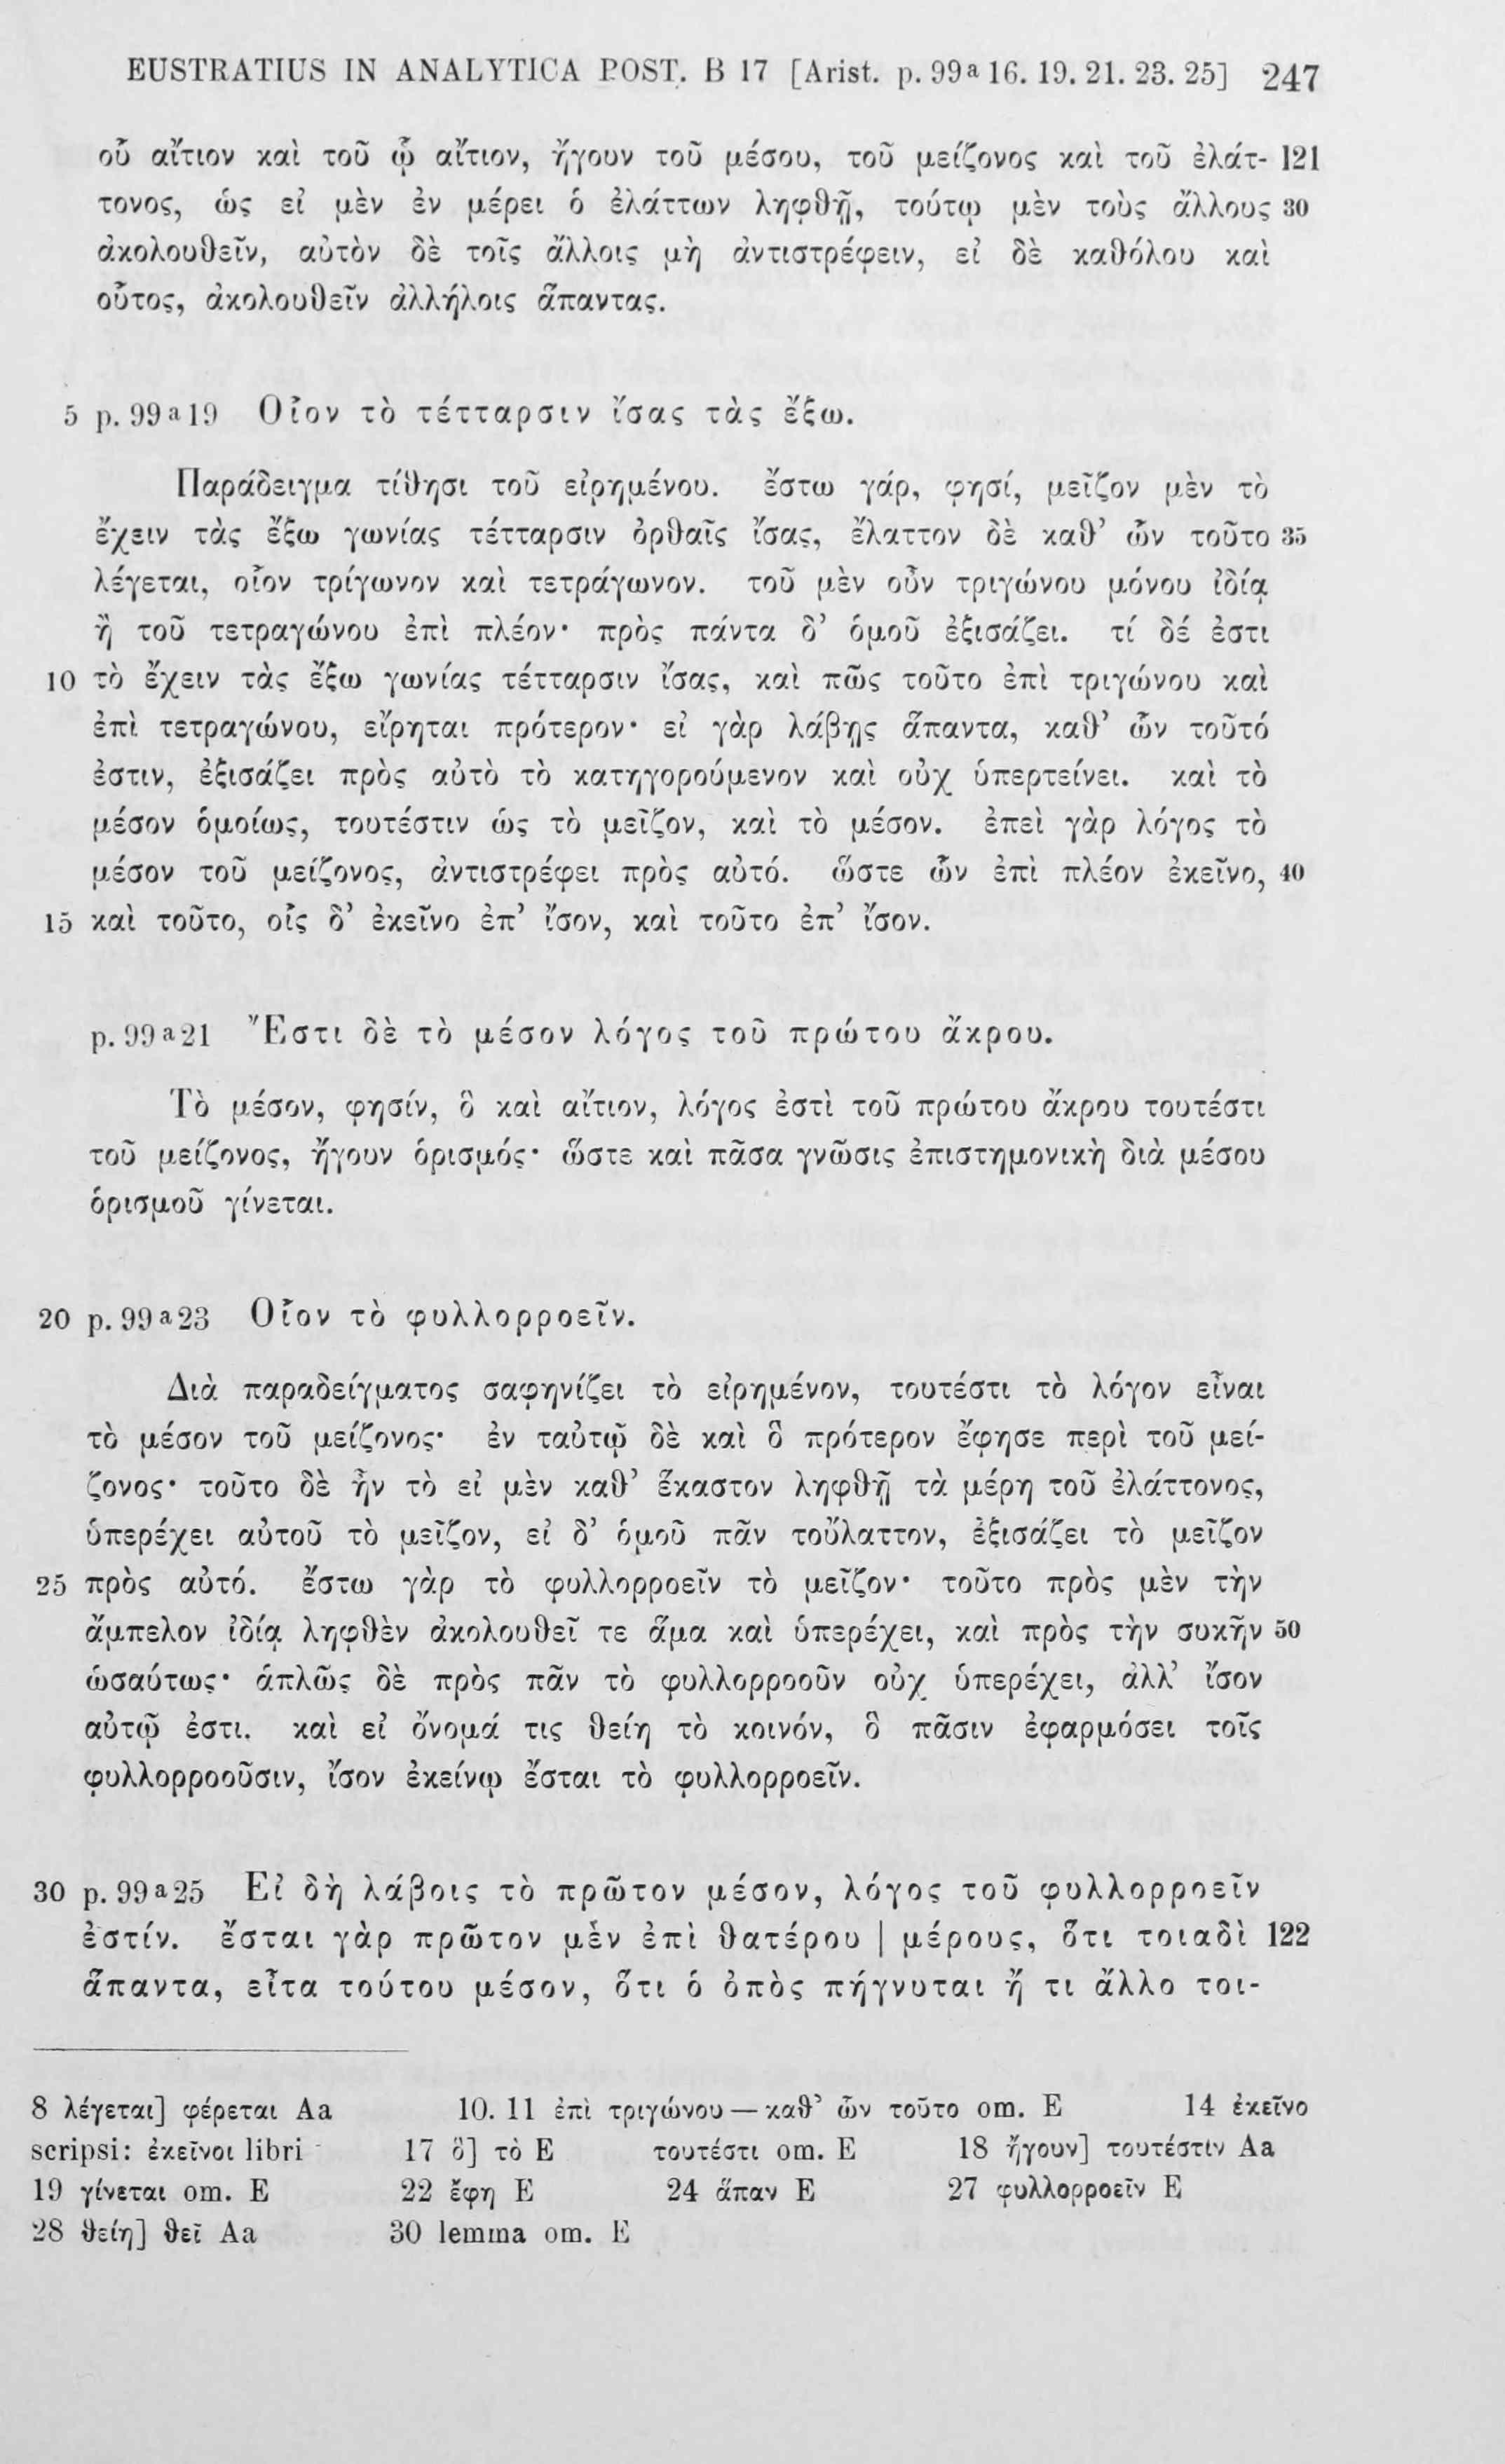 EUSTRATIUS IN ANALYTICA POST. B 17 [Arist. p. 99ᵃ 16. 19. 21. 23. 25] 247
οὗ αἴτιον καὶ τοῦ ᾧ αἴτιον, ἤγουν τοῦ μέσου, τοῦ μείζονος καὶ τοῦ ἐλάτ- 121
τονος, ὡς εἰ μὲν ἐν μέρει ὁ ἐλάττων ληφθῇ, τούτῳ μὲν τοὺς ἄλλους 30
ἀκολουθεῖν, αὐτὸν δὲ τοῖς ἄλλοις μὴ ἀντιστρέφειν, εἰ δὲ καθόλου καὶ
οὗτος, ἀκολουθεῖν ἀλλήλοις ἅπαντας.
5 p. 99ᵃ19 Οἷον τὸ τέτταρσιν ἴσας τὰς ἔξω.
Παράδειγμα τίθησι τοῦ εἰρημένου. ἔστω γάρ, φησί, μεῖζον μὲν τὸ
ἔχειν τὰς ἔξω γωνίας τέτταρσιν ὀρθαῖς ἴσας, ἔλαττον δὲ καθ’ ὧν τοῦτο 35
λέγεται, οἷον τρίγωνον καὶ τετράγωνον. τοῦ μὲν οὖν τριγώνου μόνου ἰδίᾳ
ἢ τοῦ τετραγώνου ἐπὶ πλέον· πρὸς πάντα δ’ ὁμοῦ ἐξισάζει. τί δέ ἐστι
10 τὸ ἔχειν τὰς ἔξω γωνίας τέτταρσιν ἴσας, καὶ πῶς τοῦτο ἐπὶ τριγώνου καὶ
ἐπὶ τετραγώνου, εἴρηται πρότερον· εἰ γὰρ λάβῃς ἅπαντα, καθ’ ὧν τοῦτό
ἐστιν, ἐξισάζει πρὸς αὐτὸ τὸ κατηγορούμενον καὶ οὐχ ὑπερτείνει. καὶ τὸ
μέσον ὁμοίως, τουτέστιν ὡς τὸ μεῖζον, καὶ τὸ μέσον. ἐπεὶ γὰρ λόγος τὸ
μέσον τοῦ μείζονος, ἀντιστρέφει πρὸς αὐτό. ὥστε ὧν ἐπὶ πλέον ἐκεῖνο, 40
15 καὶ τοῦτο, οἷς δ’ ἐκεῖνο ἐπ’ ἴσον, καὶ τοῦτο ἐπ’ ἴσον.
p. 99ᵃ21 Ἔστι δὲ τὸ μέσον λόγος τοῦ πρώτου ἄκρου.
Τὸ μέσον, φησίν, ὃ καὶ αἴτιον, λόγος ἐστὶ τοῦ πρώτου ἄκρου τουτέστι
τοῦ μείζονος, ἤγουν ὁρισμός· ὥστε καὶ πᾶσα γνῶσις ἐπιστημονικὴ διὰ μέσου
ὁρισμοῦ γίνεται.
20 p. 99ᵃ23 Οἷον τὸ φυλλορροεῖν.
Διὰ παραδείγματος σαφηνίζει τὸ εἰρημένον, τουτέστι τὸ λόγον εἶναι
τὸ μέσον τοῦ μείζονος· ἐν ταὐτῷ δὲ καὶ ὃ πρότερον ἔφησε περὶ τοῦ μεί-
ζονος· τοῦτο δὲ ἦν τὸ εἰ μὲν καθ’ ἕκαστον ληφθῇ τὰ μέρη τοῦ ἐλάττονος,
ὑπερέχει αὐτοῦ τὸ μεῖζον, εἰ δ’ ὁμοῦ πᾶν τοὔλαττον, ἐξισάζει τὸ μεῖζον
25 πρὸς αὐτό. ἔστω γὰρ τὸ φυλλορροεῖν τὸ μεῖζον· τοῦτο πρὸς μὲν τὴν
ἄμπελον ἰδίᾳ ληφθὲν ἀκολουθεῖ τε ἅμα καὶ ὑπερέχει, καὶ πρὸς τὴν συκῆν 50
ὡσαύτως· ἁπλῶς δὲ πρὸς πᾶν τὸ φυλλορροοῦν οὐχ ὑπερέχει, ἀλλ’ ἴσον
αὐτῷ ἐστι. καὶ εἰ ὄνομά τις θείη τὸ κοινόν, ὃ πᾶσιν ἐφαρμόσει τοῖς
φυλλορροοῦσιν, ἴσον ἐκείνῳ ἔσται τὸ φυλλορροεῖν.
30 p. 99ᵃ25 Εἰ δὴ λάβοις τὸ πρῶτον μέσον, λόγος τοῦ φυλλορροεῖν
ἐστίν. ἔσται γὰρ πρῶτον μὲν ἐπὶ θατέρου | μέρους, ὅτι τοιαδὶ 122
ἅπαντα, εἶτα τούτου μέσον, ὅτι ὁ ὀπὸς πήγνυται ἤ τι ἄλλο τοι-
8 λέγεται] φέρεται Aa 10. 11 ἐπὶ τριγώνου — καθ’ ὧν τοῦτο om. E 14 ἐκεῖνο
scripsi: ἐκεῖνοι libri 17 ὃ] τὸ E τουτέστι om. E 18 ἤγουν] τουτέστιν Aa
19 γίνεται om. E 22 ἔφη E 24 ἅπαν E 27 φυλλορροεῖν E
28 θείη] θεῖ Aa 30 lemma om. E